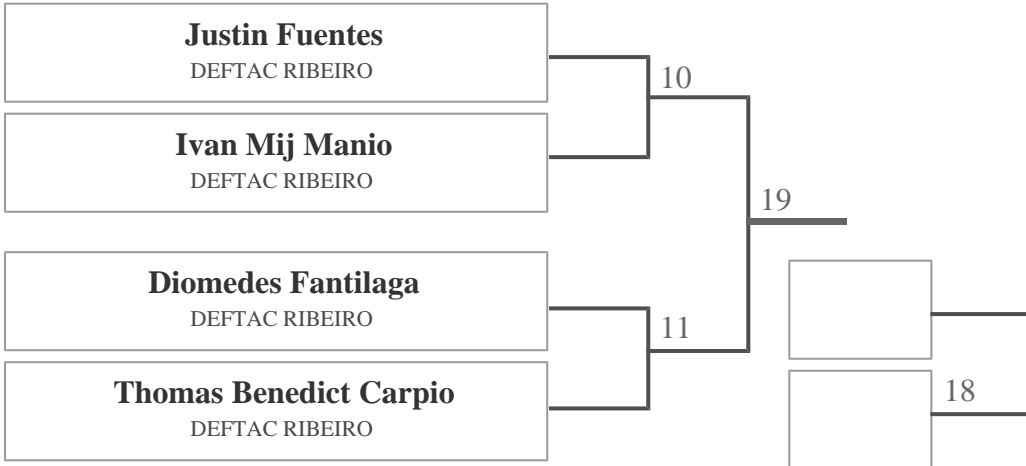 Justin Fuentes
DEFTAC RIBEIRO
10
Ivan Mij Manio
DEFTAC RIBEIRO
19
Diomedes Fantilaga
DEFTAC RIBEIRO
11
Thomas Benedict Carpio
DEFTAC RIBEIRO
18